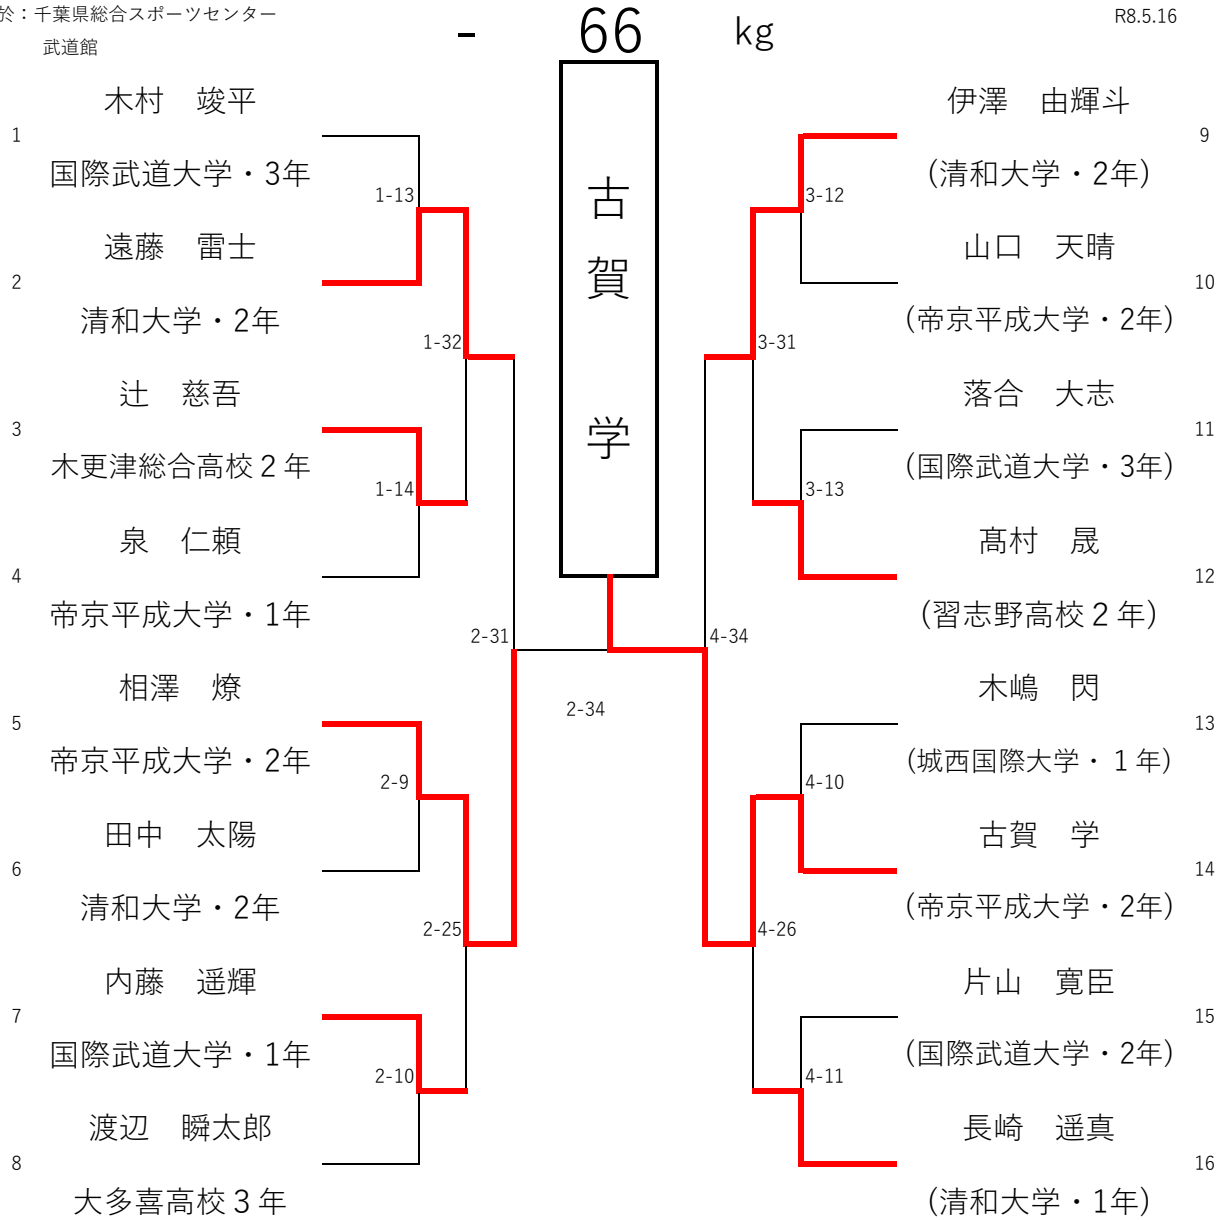 於：千葉県総合スポーツセンター
武道館
- 66 kg
R8.5.16
古賀　学
1
木村　竣平
国際武道大学・3年
1-13
2
遠藤　雷士
清和大学・2年
1-32
3
辻　慈吾
木更津総合高校２年
1-14
4
泉　仁頼
帝京平成大学・1年
2-31
5
相澤　燎
帝京平成大学・2年
2-9
6
田中　太陽
清和大学・2年
2-25
7
内藤　遥輝
国際武道大学・1年
2-10
8
渡辺　瞬太郎
大多喜高校３年
2-34
伊澤　由輝斗
9
(清和大学・2年)
3-12
山口　天晴
10
(帝京平成大学・2年)
3-31
落合　大志
11
(国際武道大学・3年)
3-13
髙村　晟
12
(習志野高校２年)
4-34
木嶋　閃
13
(城西国際大学・１年)
4-10
古賀　学
14
(帝京平成大学・2年)
4-26
片山　寛臣
15
(国際武道大学・2年)
4-11
長崎　遥真
16
(清和大学・1年)